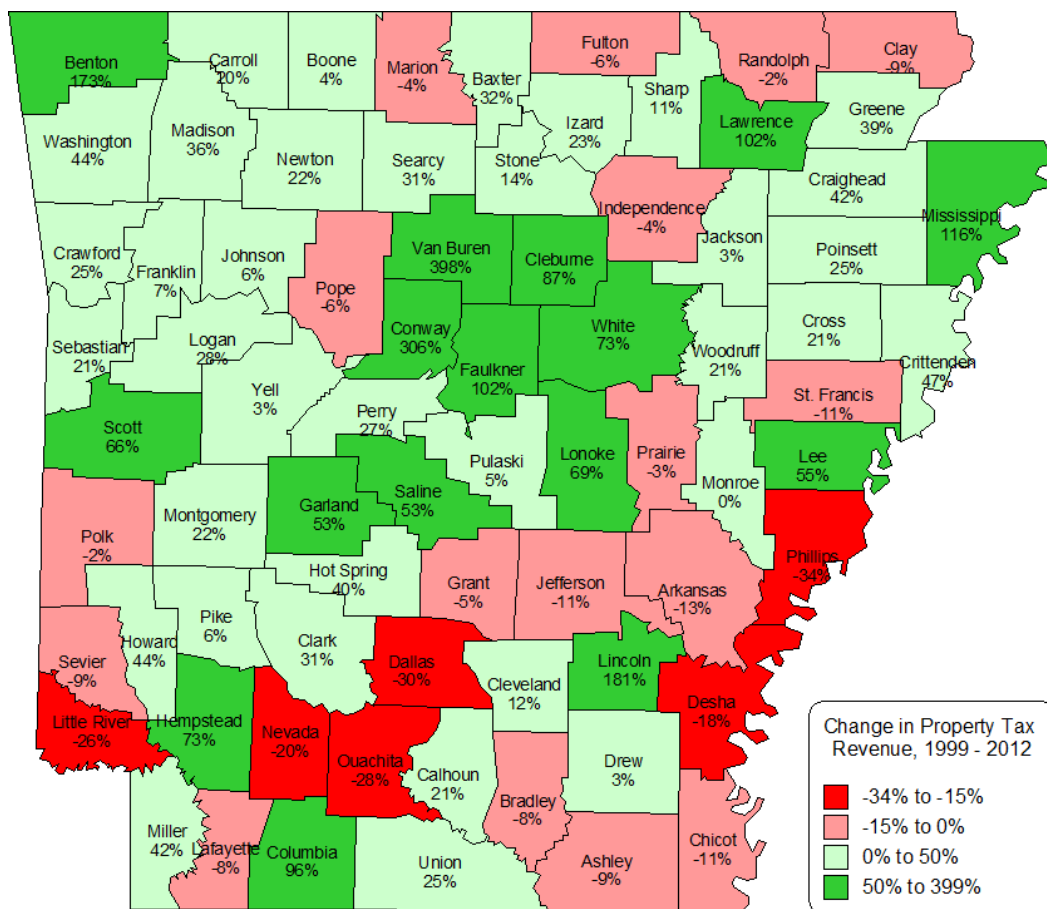 Benton
173%
Carroll
20%
Boone
4%
Marion
-4%
Baxter
32%
Fulton
-6%
Sharp
11%
Randolph
-2%
Clay
-9%
Washington
44%
Madison
36%
Newton
22%
Searcy
31%
Stone
14%
Izard
23%
Lawrence
102%
Greene
39%
Independence
-4%
Craighead
42%
Mississippi
116%
Crawford
25%
Franklin
7%
Johnson
6%
Pope
-6%
Van Buren
398%
Cleburne
87%
Jackson
3%
Poinsett
25%
Sebastian
21%
Logan
28%
Conway
306%
Faulkner
102%
White
73%
Woodruff
21%
Cross
21%
Crittenden
47%
Scott
66%
Yell
3%
Perry
27%
Pulaski
5%
Lonoke
69%
Prairie
-3%
St. Francis
-11%
Monroe
0%
Lee
55%
Polk
-2%
Montgomery
22%
Garland
53%
Saline
53%
Hot Spring
40%
Grant
-5%
Jefferson
-11%
Arkansas
-13%
Phillips
-34%
Sevier
-9%
Howard
44%
Pike
6%
Clark
31%
Dallas
-30%
Cleveland
12%
Lincoln
181%
Desha
-18%
Little River
-26%
Hempstead
73%
Nevada
-20%
Ouachita
-28%
Calhoun
21%
Bradley
-8%
Drew
3%
Miller
42%
Lafayette
-8%
Columbia
96%
Union
25%
Ashley
-9%
Chicot
-11%
Change in Property Tax
Revenue, 1999 - 2012
-34% to -15%
-15% to 0%
0% to 50%
50% to 399%